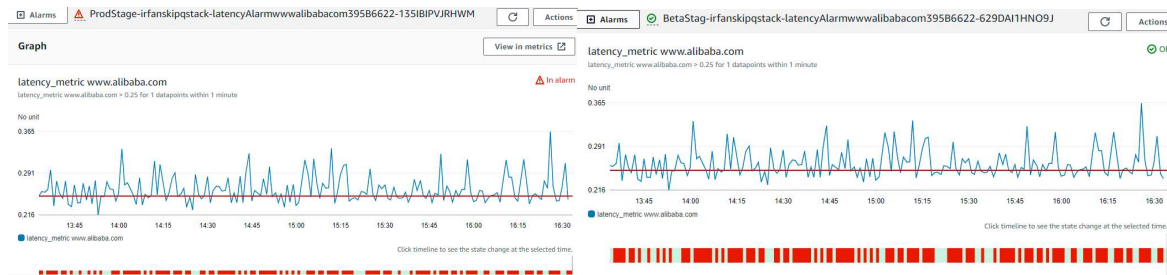 Alarms
ProdStage-irfanskipqstack-latencyAlarmwwwalibabacom395B6622-135IBIPVJRHWM
Actions
Graph
View in metrics
latency_metric www.alibaba.com
In alarm
latency_metric www.alibaba.com > 0.25 for 1 datapoints within 1 minute
No unit
0.365
0.291
0.216
13:45 14:00 14:15 14:30 14:45 15:00 15:15 15:30 15:45 16:00 16:15 16:30
latency_metric www.alibaba.com
Click timeline to see the state change at the selected time.
Alarms
BetaStag-irfanskipqstack-latencyAlarmwwwalibabacom395B6622-629DAI1HNO9J
Actions
latency_metric www.alibaba.com
latency_metric www.alibaba.com > 0.25 for 1 datapoints within 1 minute
No unit
0.365
0.291
0.216
13:45 14:00 14:15 14:30 14:45 15:00 15:15 15:30 15:45 16:00 16:15 16:30
latency_metric www.alibaba.com
Click timeline to see the state change at the selected time.